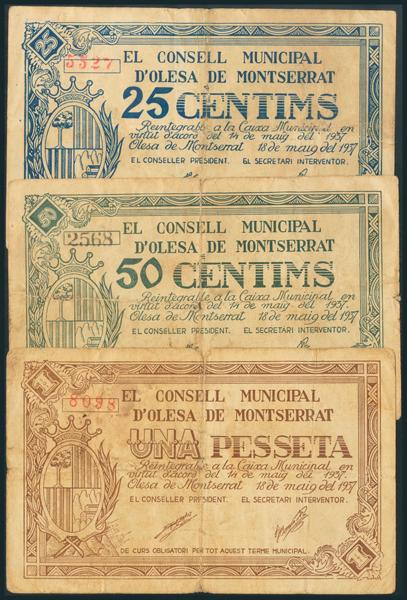 25
3327
EL CONSELL MUNICIPAL
D'OLESA DE MONTSERRAT
25 CENTIMS
Reintegrable a la Caixa Municipal en
virtut d'acord del 14 de maig del 1937.
Olesa de Montserrat 18 de maig del 1937
EL CONSELLER PRESIDENT. EL SECRETARI INTERVENTOR.
2568
EL CONSELL MUNICIPAL
D'OLESA DE MONTSERRAT
50 CENTIMS
Reintegrable a la Caixa Municipal en
virtut d'acord del 14 de maig del 1937.
Olesa de Montserrat 18 de maig del 1937
EL CONSELLER PRESIDENT. EL SECRETARI INTERVENTOR.
1
8098
EL CONSELL MUNICIPAL
D'OLESA DE MONTSERRAT
UNA PESSETA
Reintegrable a la Caixa Municipal en
virtut d'acord del 14 de maig del 1937.
Olesa de Montserrat 18 de maig del 1937
EL CONSELLER PRESIDENT. EL SECRETARI INTERVENTOR.
DE CURS OBLIGATORI PER TOT AQUEST TERME MUNICIPAL.
1